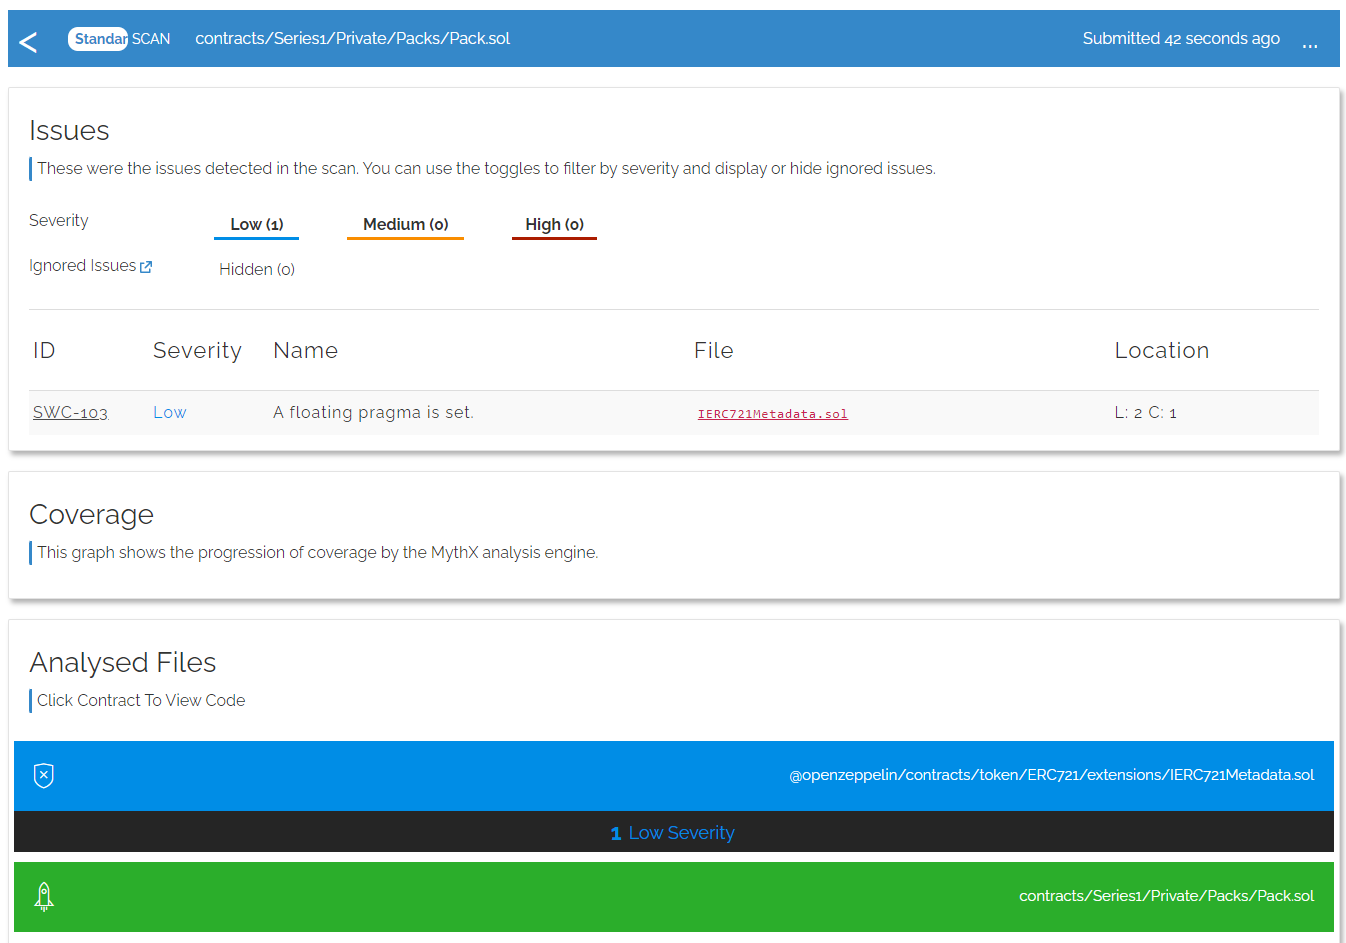 < Standar SCAN contracts/Series1/Private/Packs/Pack.sol Submitted 42 seconds ago ...
Issues
These were the issues detected in the scan. You can use the toggles to filter by severity and display or hide ignored issues.
Severity Low (1) Medium (0) High (0)
Ignored Issues Hidden (0)
ID Severity Name File Location
SWC-103 Low A floating pragma is set. IERC721Metadata.sol L: 2 C: 1
Coverage
This graph shows the progression of coverage by the MythX analysis engine.
Analysed Files
Click Contract To View Code
@openzeppelin/contracts/token/ERC721/extensions/IERC721Metadata.sol
1 Low Severity
contracts/Series1/Private/Packs/Pack.sol